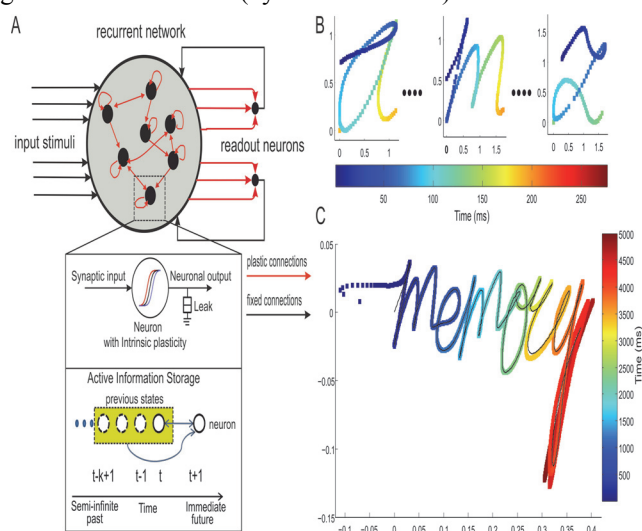 A
recurrent network
input stimuli
readout neurons
Synaptic input
Neuronal output
Leak
Neuron
with Intrinsic plasticity
plastic connections
fixed connections
Active Information Storage
previous states
neuron
t-k+1 t-1 t t+1
Semi-infinite
past
Time
Immediate
future
B
1
0.5
0
0 1
1
0.5
0
0 0.5 1 1.5
1.5
1
0.5
0
0 0.5 1 1.5
50 100 150 200 250
Time (ms)
C
0.05
0
-0.05
-0.1
-0.15
-0.1 -0.05 0 0.05 0.1 0.15 0.2 0.25 0.3 0.35 0.4
memory
5000
4500
4000
3500
3000
2500
2000
1500
1000
500
Time (ms)